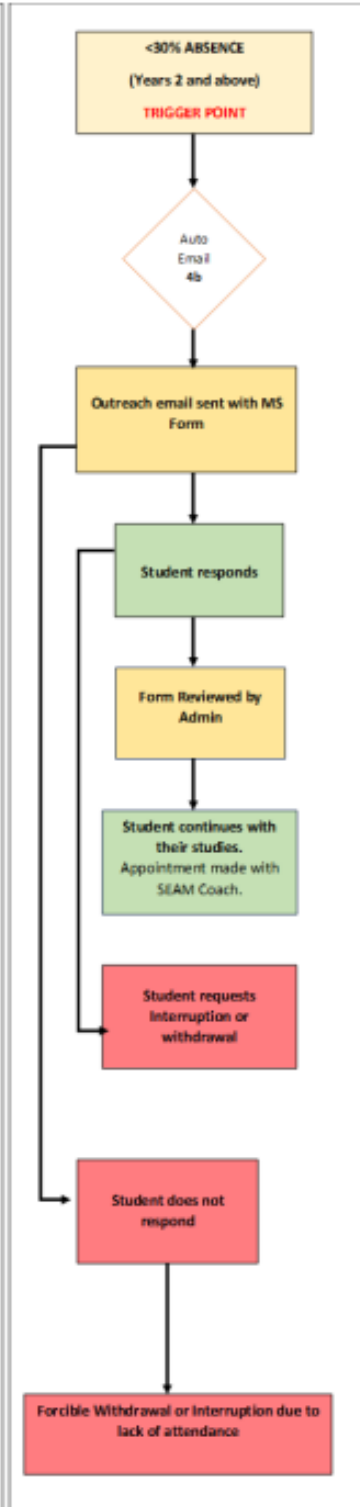 <30% ABSENCE
(Years 2 and above)
TRIGGER POINT
Auto
Email
4b
Outreach email sent with MS
Form
Student responds
Form Reviewed by
Admin
Student continues with
their studies.
Appointment made with
SEAM Coach.
Student requests
Interruption or
withdrawal
Student does not
respond
Forcible Withdrawal or Interruption due to
lack of attendance